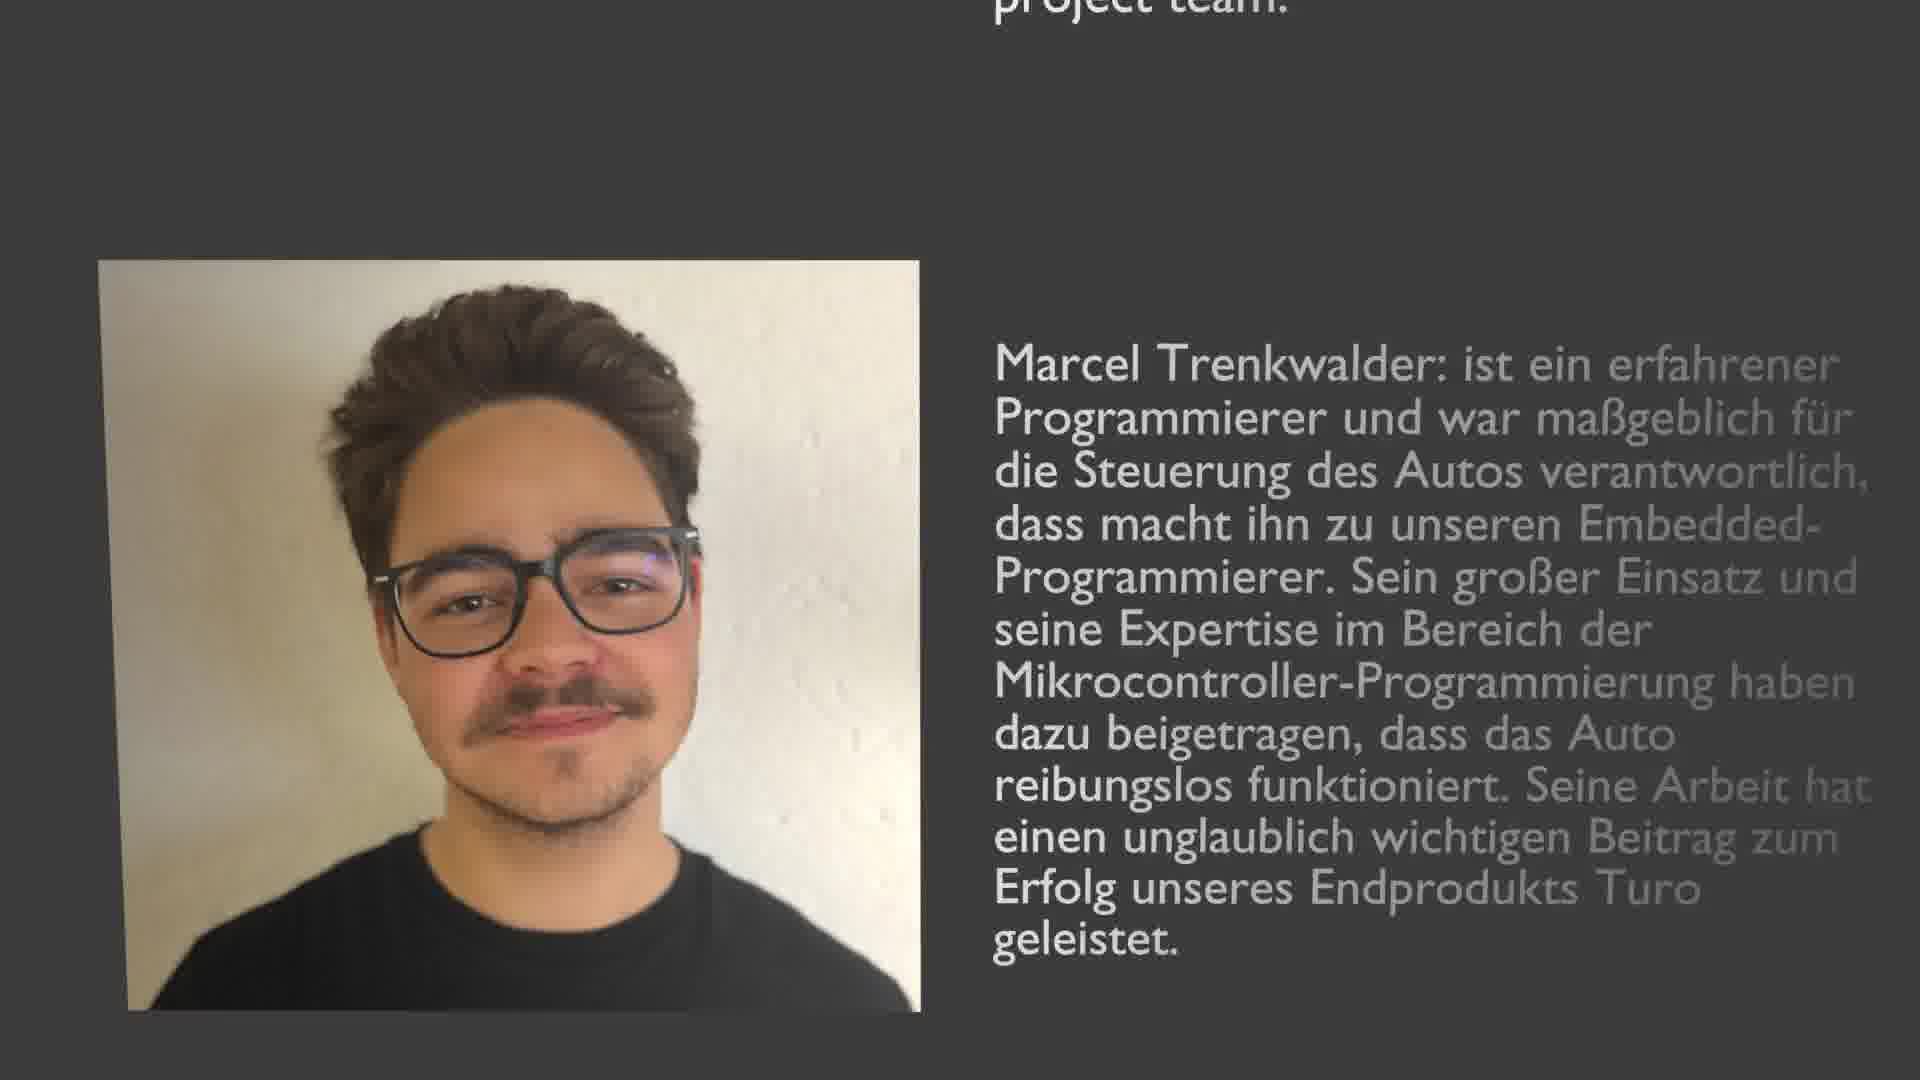 project team.
Marcel Trenkwalder: ist ein erfahrener
Programmierer und war maßgeblich für
die Steuerung des Autos verantwortlich,
dass macht ihn zu unseren Embedded-
Programmierer. Sein großer Einsatz und
seine Expertise im Bereich der
Mikrocontroller-Programmierung haben
dazu beigetragen, dass das Auto
reibungslos funktioniert. Seine Arbeit hat
einen unglaublich wichtigen Beitrag zum
Erfolg unseres Endprodukts Turo
geleistet.